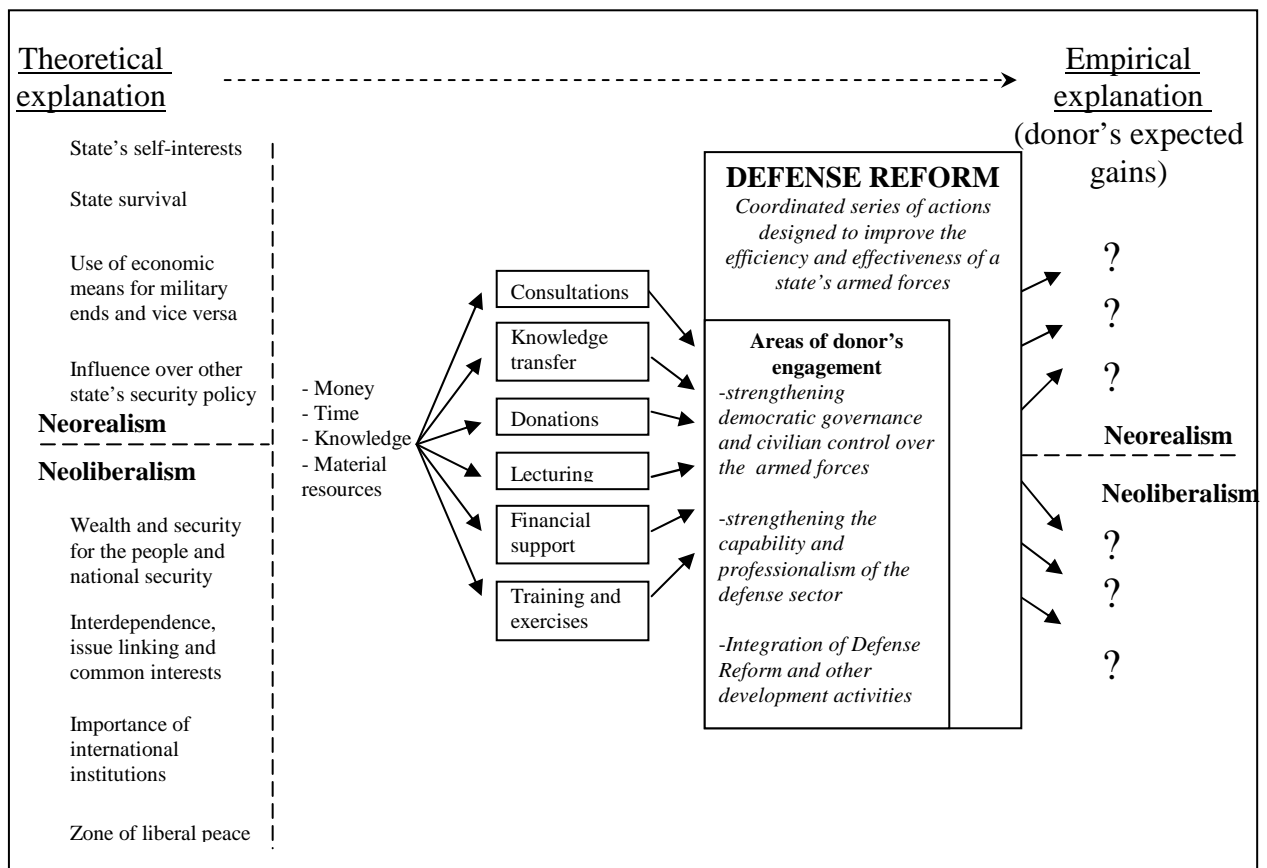 Theoretical
explanation
State's self-interests
State survival
Use of economic
means for military
ends and vice versa
Influence over other
state's security policy
Neorealism
Neoliberalism
Wealth and security
for the people and
national security
Interdependence,
issue linking and
common interests
Importance of
international
institutions
Zone of liberal peace
- Money
- Time
- Knowledge
- Material
resources
Consultations
Knowledge
transfer
Donations
Lecturing
Financial
support
Training and
exercises
DEFENSE REFORM
Coordinated series of actions
designed to improve the
efficiency and effectiveness of a
state's armed forces
Areas of donor's
engagement
-strengthening
democratic governance
and civilian control over
the armed forces
-strengthening the
capability and
professionalism of the
defense sector
-Integration of Defense
Reform and other
development activities
Empirical
explanation
(donor's expected
gains)
?
?
?
Neorealism
Neoliberalism
?
?
?